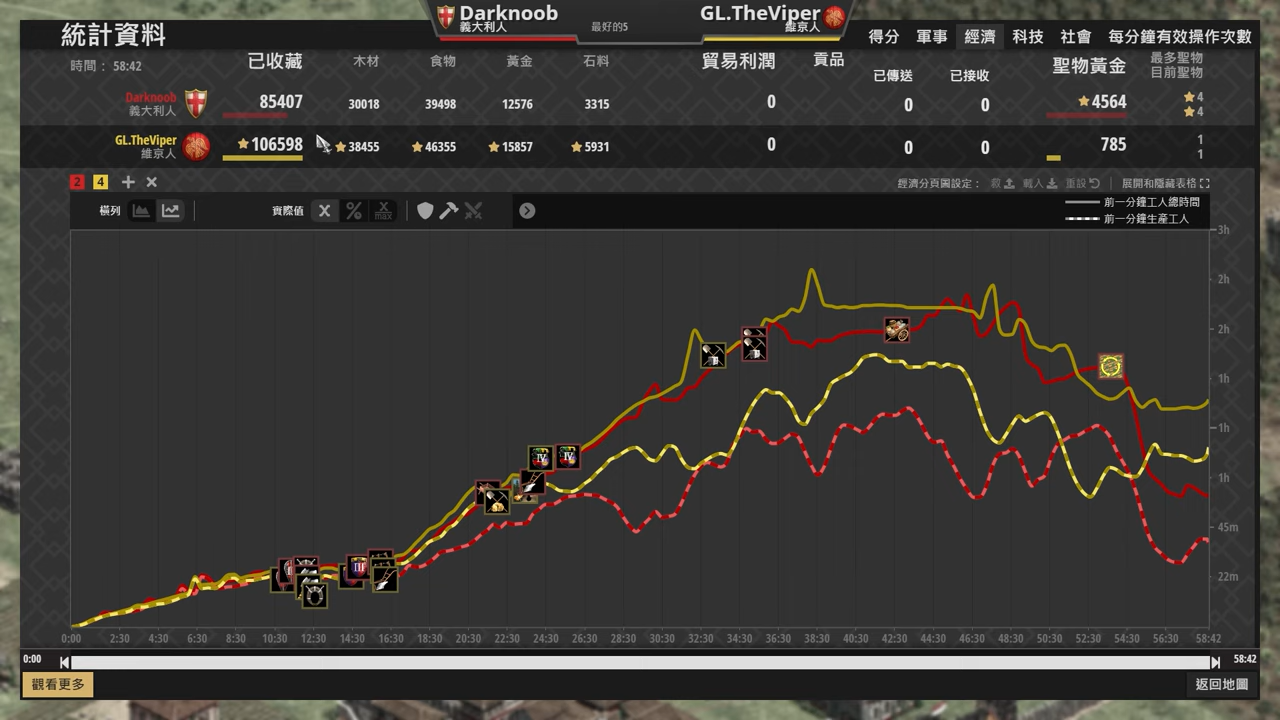 Darknoob
義大利人
最好的5
GL.TheViper
維京人
統計資料
得分 軍事 經濟 科技 社會 每分鐘有效操作次數
時間： 58:42
已收藏 木材 食物 黃金 石料 貿易利潤 貢品 已傳送 已接收 聖物黃金 最多聖物
目前聖物
Darknoob
義大利人
85407 30018 39498 12576 3315 0 0 0 4564 4
4
GL.TheViper
維京人
106598 38455 46355 15857 5931 0 0 0 785 1
1
2 4
經濟分頁圖設定： 載入 重設 展開和隱藏表格
橫列 實際值 X % X max
前一分鐘工人總時間
前一分鐘生產工人
3h
2h
2h
1h
1h
1h
45m
22m
0:00 2:30 4:30 6:30 8:30 10:30 12:30 14:30 16:30 18:30 20:30 22:30 24:30 26:30 28:30 30:30 32:30 34:30 36:30 38:30 40:30 42:30 44:30 46:30 48:30 50:30 52:30 54:30 56:30 58:42
0:00 58:42
觀看更多 返回地圖